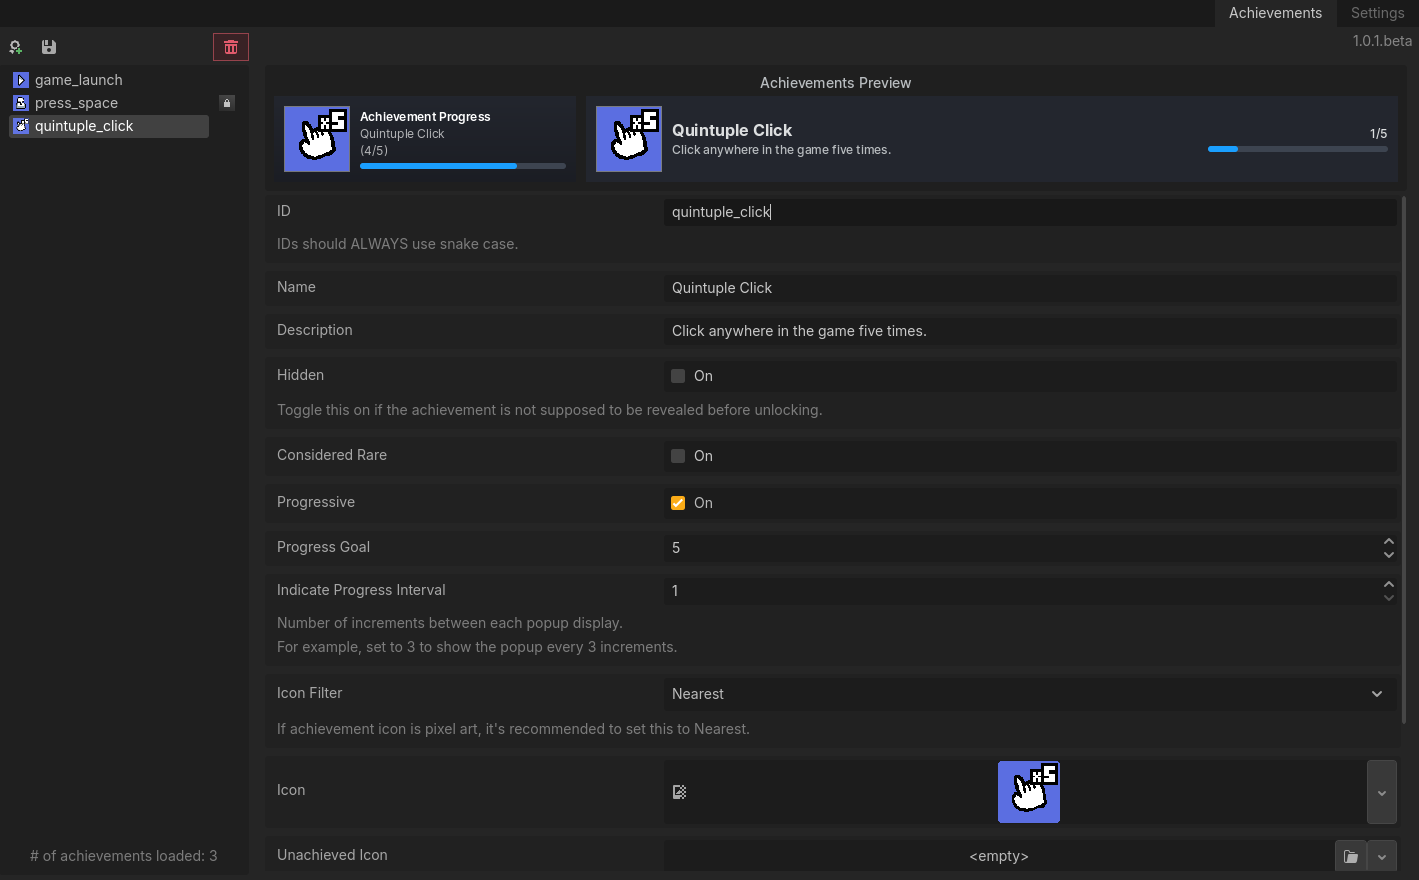 Achievements
Settings
1.0.1.beta
game_launch
press_space
quintuple_click
# of achievements loaded: 3
Achievements Preview
x5
Achievement Progress
Quintuple Click
(4/5)
x5
Quintuple Click
Click anywhere in the game five times.
1/5
ID
quintuple_click
IDs should ALWAYS use snake case.
Name
Quintuple Click
Description
Click anywhere in the game five times.
Hidden
On
Toggle this on if the achievement is not supposed to be revealed before unlocking.
Considered Rare
On
Progressive
On
Progress Goal
5
Indicate Progress Interval
1
Number of increments between each popup display.
For example, set to 3 to show the popup every 3 increments.
Icon Filter
Nearest
If achievement icon is pixel art, it's recommended to set this to Nearest.
Icon
x5
Unachieved Icon
<empty>